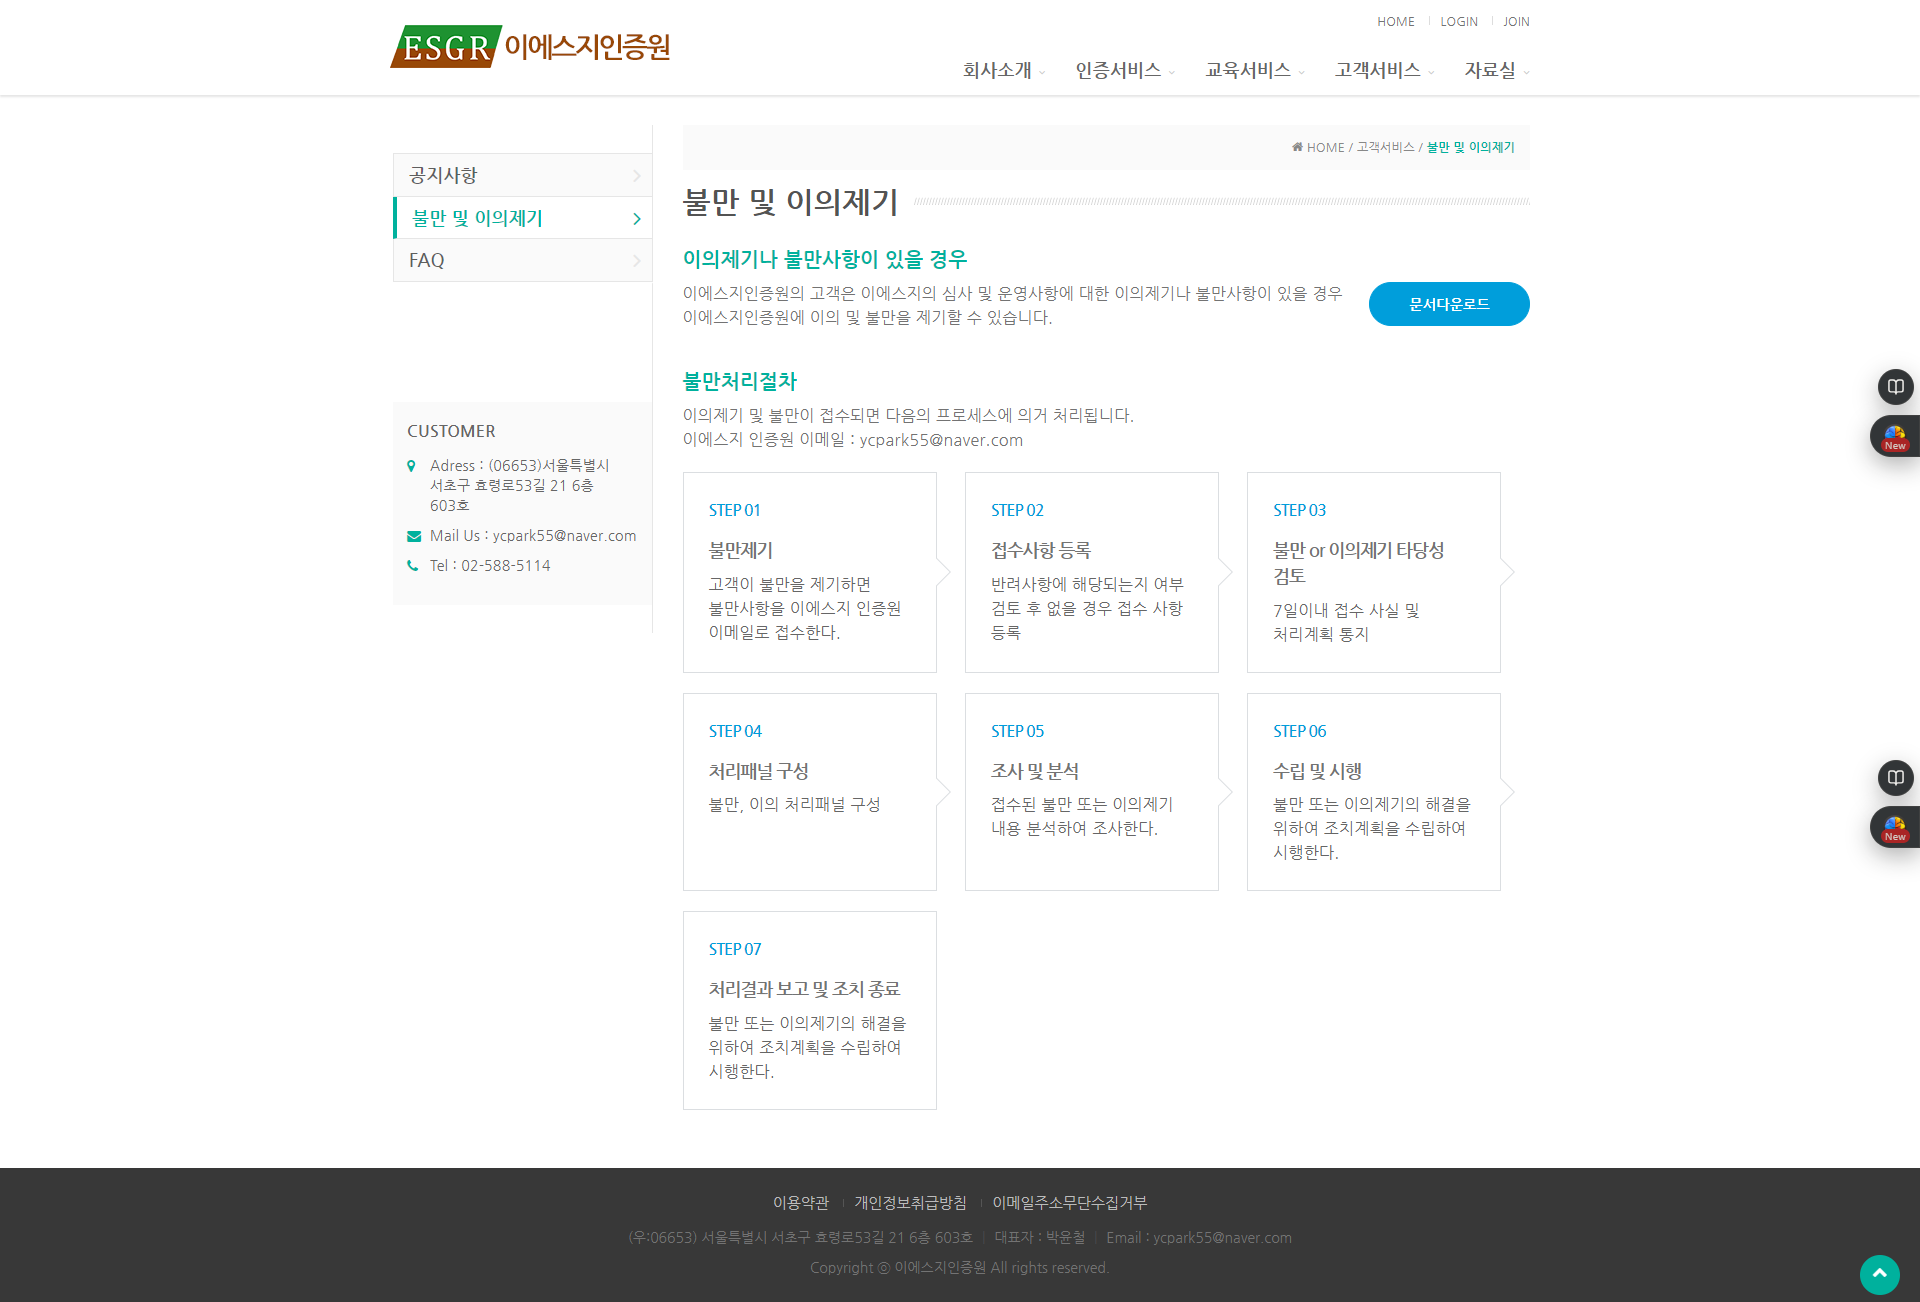 HOME
LOGIN
JOIN
ESGR 이에스지인증원
회사소개
인증서비스
교육서비스
고객서비스
자료실
공지사항
불만 및 이의제기
FAQ
CUSTOMER
Adress : (06653)서울특별시
서초구 효령로53길 21 6층
603호
Mail Us : ycpark55@naver.com
Tel : 02-588-5114
HOME / 고객서비스 / 불만 및 이의제기
불만 및 이의제기
이의제기나 불만사항이 있을 경우
이에스지인증원의 고객은 이에스지의 심사 및 운영사항에 대한 이의제기나 불만사항이 있을 경우
이에스지인증원에 이의 및 불만을 제기할 수 있습니다.
문서다운로드
불만처리절차
이의제기 및 불만이 접수되면 다음의 프로세스에 의거 처리됩니다.
이에스지 인증원 이메일 : ycpark55@naver.com
STEP 01
불만제기
고객이 불만을 제기하면
불만사항을 이에스지 인증원
이메일로 접수한다.
STEP 02
접수사항 등록
반려사항에 해당되는지 여부
검토 후 없을 경우 접수 사항
등록
STEP 03
불만 or 이의제기 타당성
검토
7일이내 접수 사실 및
처리계획 통지
STEP 04
처리패널 구성
불만, 이의 처리패널 구성
STEP 05
조사 및 분석
접수된 불만 또는 이의제기
내용 분석하여 조사한다.
STEP 06
수립 및 시행
불만 또는 이의제기의 해결을
위하여 조치계획을 수립하여
시행한다.
STEP 07
처리결과 보고 및 조치 종료
불만 또는 이의제기의 해결을
위하여 조치계획을 수립하여
시행한다.
New
New
이용약관
개인정보취급방침
이메일주소무단수집거부
(우:06653) 서울특별시 서초구 효령로53길 21 6층 603호 | 대표자 : 박윤철 | Email : ycpark55@naver.com
Copyright ⓒ 이에스지인증원 All rights reserved.